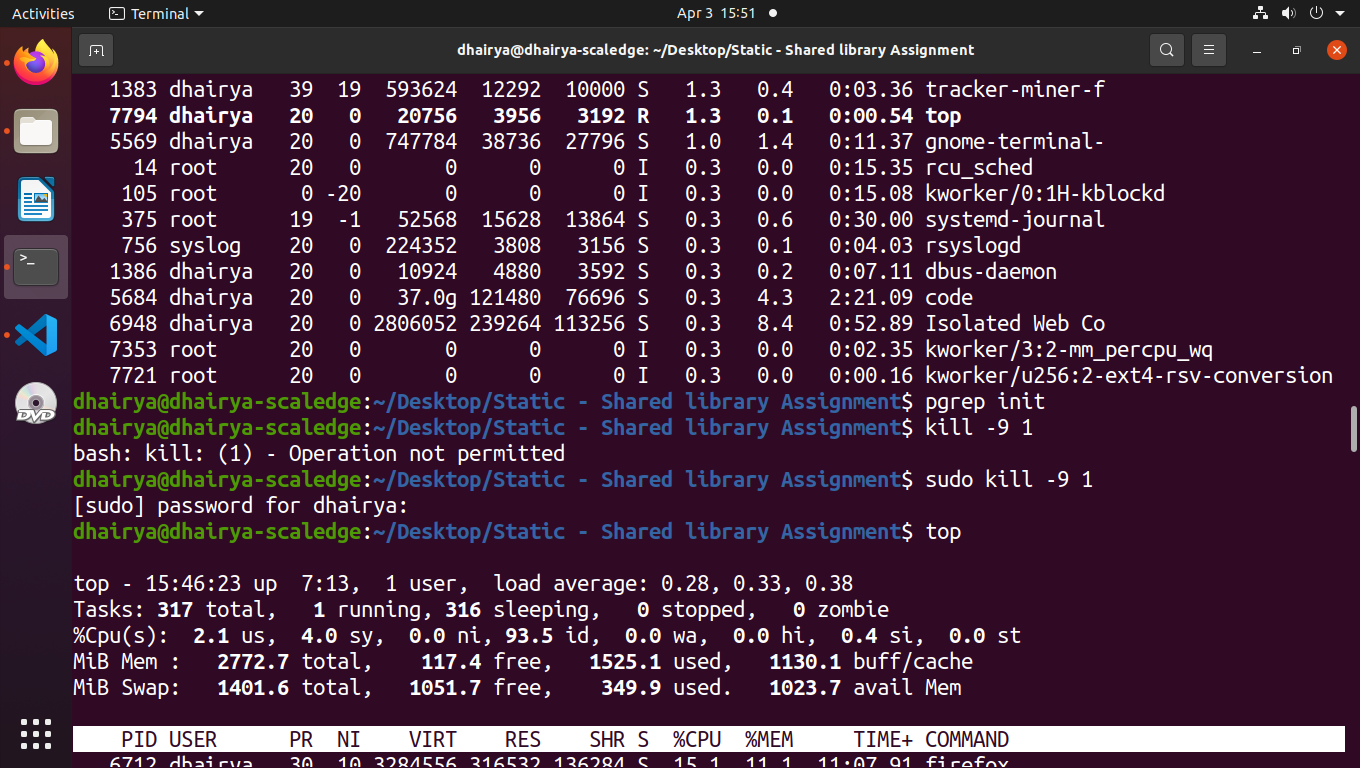 Activities Terminal Apr 3 15:51
dhairya@dhairya-scaledge: ~/Desktop/Static - Shared library Assignment
1383 dhairya 39 19 593624 12292 10000 S 1.3 0.4 0:03.36 tracker-miner-f
7794 dhairya 20 0 20756 3956 3192 R 1.3 0.1 0:00.54 top
5569 dhairya 20 0 747784 38736 27796 S 1.0 1.4 0:11.37 gnome-terminal-
14 root 20 0 0 0 0 I 0.3 0.0 0:15.35 rcu_sched
105 root 0 -20 0 0 0 I 0.3 0.0 0:15.08 kworker/0:1H-kblockd
375 root 19 -1 52568 15628 13864 S 0.3 0.6 0:30.00 systemd-journal
756 syslog 20 0 224352 3808 3156 S 0.3 0.1 0:04.03 rsyslogd
1386 dhairya 20 0 10924 4880 3592 S 0.3 0.2 0:07.11 dbus-daemon
5684 dhairya 20 0 37.0g 121480 76696 S 0.3 4.3 2:21.09 code
6948 dhairya 20 0 2806052 239264 113256 S 0.3 8.4 0:52.89 Isolated Web Co
7353 root 20 0 0 0 0 I 0.3 0.0 0:02.35 kworker/3:2-mm_percpu_wq
7721 root 20 0 0 0 0 I 0.3 0.0 0:00.16 kworker/u256:2-ext4-rsv-conversion
dhairya@dhairya-scaledge:~/Desktop/Static - Shared library Assignment$ pgrep init
dhairya@dhairya-scaledge:~/Desktop/Static - Shared library Assignment$ kill -9 1
bash: kill: (1) - Operation not permitted
dhairya@dhairya-scaledge:~/Desktop/Static - Shared library Assignment$ sudo kill -9 1
[sudo] password for dhairya:
dhairya@dhairya-scaledge:~/Desktop/Static - Shared library Assignment$ top
top - 15:46:23 up 7:13, 1 user, load average: 0.28, 0.33, 0.38
Tasks: 317 total, 1 running, 316 sleeping, 0 stopped, 0 zombie
%Cpu(s): 2.1 us, 4.0 sy, 0.0 ni, 93.5 id, 0.0 wa, 0.0 hi, 0.4 si, 0.0 st
MiB Mem : 2772.7 total, 117.4 free, 1525.1 used, 1130.1 buff/cache
MiB Swap: 1401.6 total, 1051.7 free, 349.9 used. 1023.7 avail Mem
PID USER PR NI VIRT RES SHR S %CPU %MEM TIME+ COMMAND
6712 dhairya 30 10 3284556 316532 136284 S 15.1 11.1 11:07.91 firefox
DVD